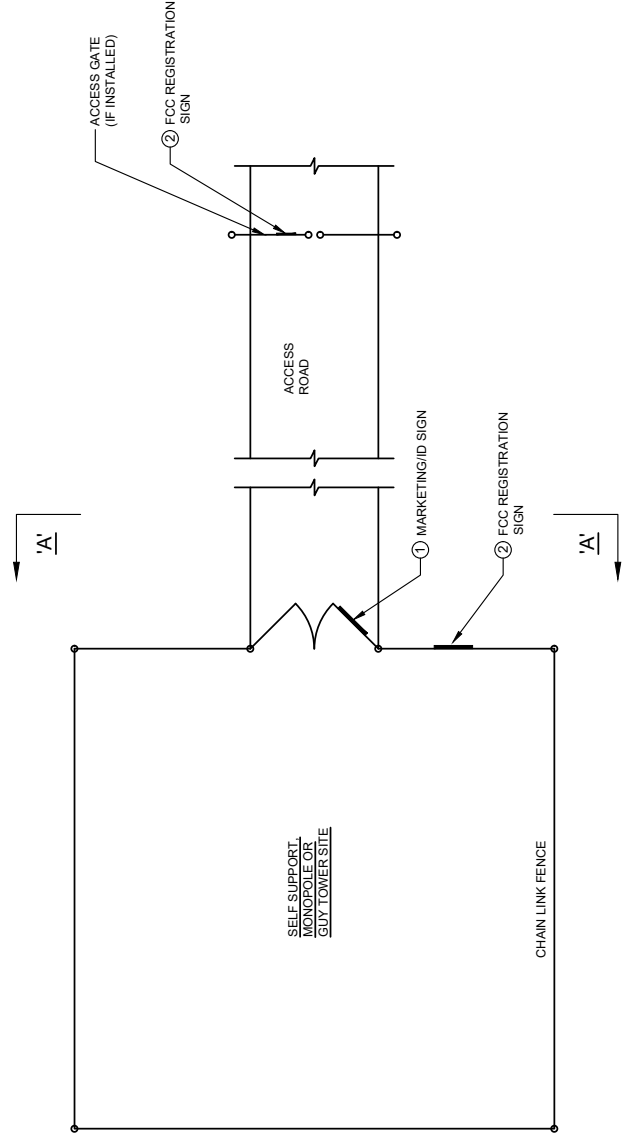 ACCESS GATE
(IF INSTALLED)
2 FCC REGISTRATION
SIGN
ACCESS
ROAD
'A'
1 MARKETING/ID SIGN
2 FCC REGISTRATION
SIGN
'A'
SELF SUPPORT,
MONOPOLE OR
GUY TOWER SITE
CHAIN LINK FENCE